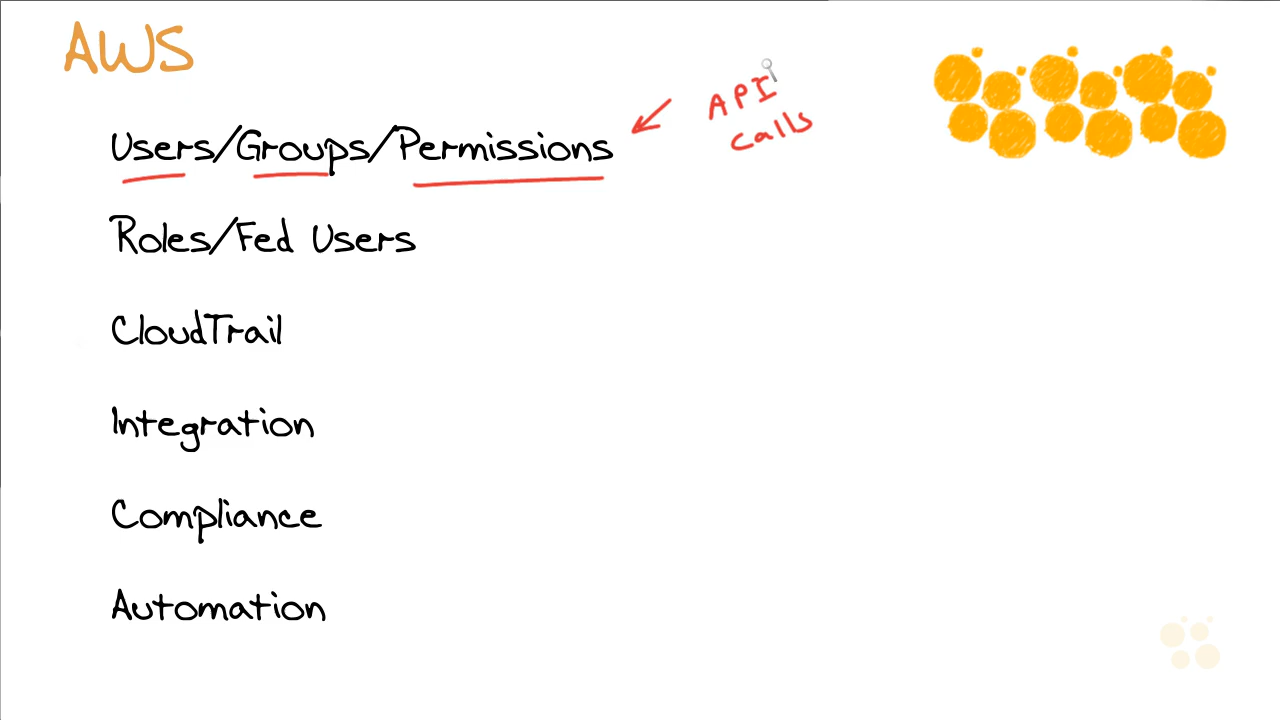 AWS
Users/Groups/Permissions
API
calls
Roles/Fed Users
CloudTrail
Integration
Compliance
Automation